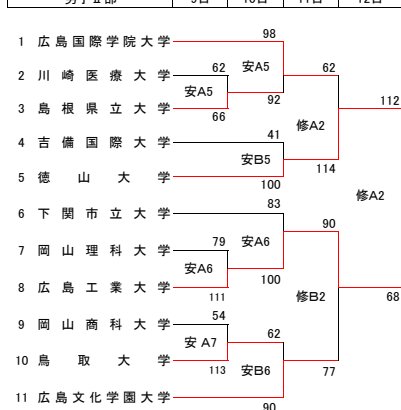 男子Ⅱ部 9日 10日 11日 12日
98
1 広島国際学院大学
安A5
62 62
2 川崎医療大学
安A5
92 112
3 島根県立大学
66
修A2
41
4 吉備国際大学
安B5
114
5 徳山大学
100
修A2
83
6 下関市立大学
90
79 安A6
7 岡山理科大学
安A6
100
8 広島工業大学
111
修B2 68
54
9 岡山商科大学
62
安 A7
10 鳥取大学
113 安B6 77
11 広島文化学園大学
90